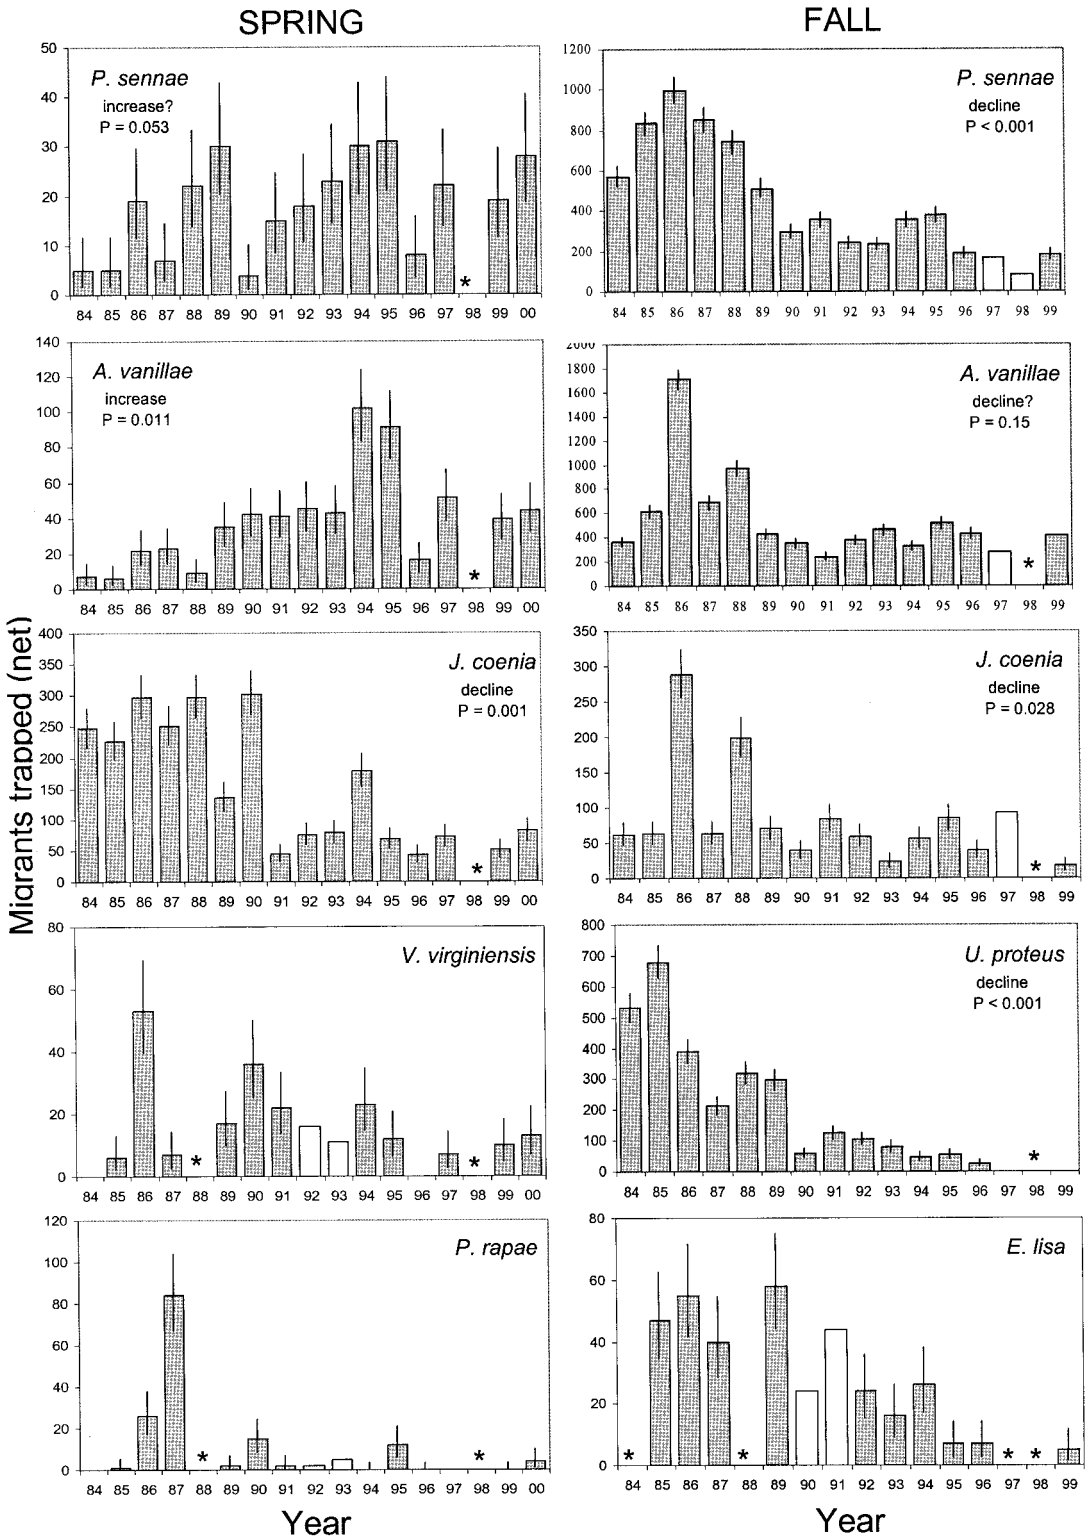 SPRING
FALL
Migrants trapped (net)
50
40
30
20
10
0
P. sennae
increase?
P = 0.053
*
84 85 86 87 88 89 90 91 92 93 94 95 96 97 98 99 00
1200
1000
800
600
400
200
0
P. sennae
decline
P < 0.001
84 85 86 87 88 89 90 91 92 93 94 95 96 97 98 99
140
120
100
80
60
40
20
0
A. vanillae
increase
P = 0.011
*
84 85 86 87 88 89 90 91 92 93 94 95 96 97 98 99 00
2000
1800
1600
1400
1200
1000
800
600
400
200
0
A. vanillae
decline?
P = 0.15
*
84 85 86 87 88 89 90 91 92 93 94 95 96 97 98 99
400
350
300
250
200
150
100
50
0
J. coenia
decline
P = 0.001
*
84 85 86 87 88 89 90 91 92 93 94 95 96 97 98 99 00
350
300
250
200
150
100
50
0
J. coenia
decline
P = 0.028
*
84 85 86 87 88 89 90 91 92 93 94 95 96 97 98 99
80
60
40
20
0
V. virginiensis
* *
84 85 86 87 88 89 90 91 92 93 94 95 96 97 98 99 00
800
700
600
500
400
300
200
100
0
U. proteus
decline
P < 0.001
*
84 85 86 87 88 89 90 91 92 93 94 95 96 97 98 99
120
100
80
60
40
20
0
P. rapae
* *
84 85 86 87 88 89 90 91 92 93 94 95 96 97 98 99 00
Year
80
60
40
20
0
E. lisa
* * * *
84 85 86 87 88 89 90 91 92 93 94 95 96 97 98 99
Year